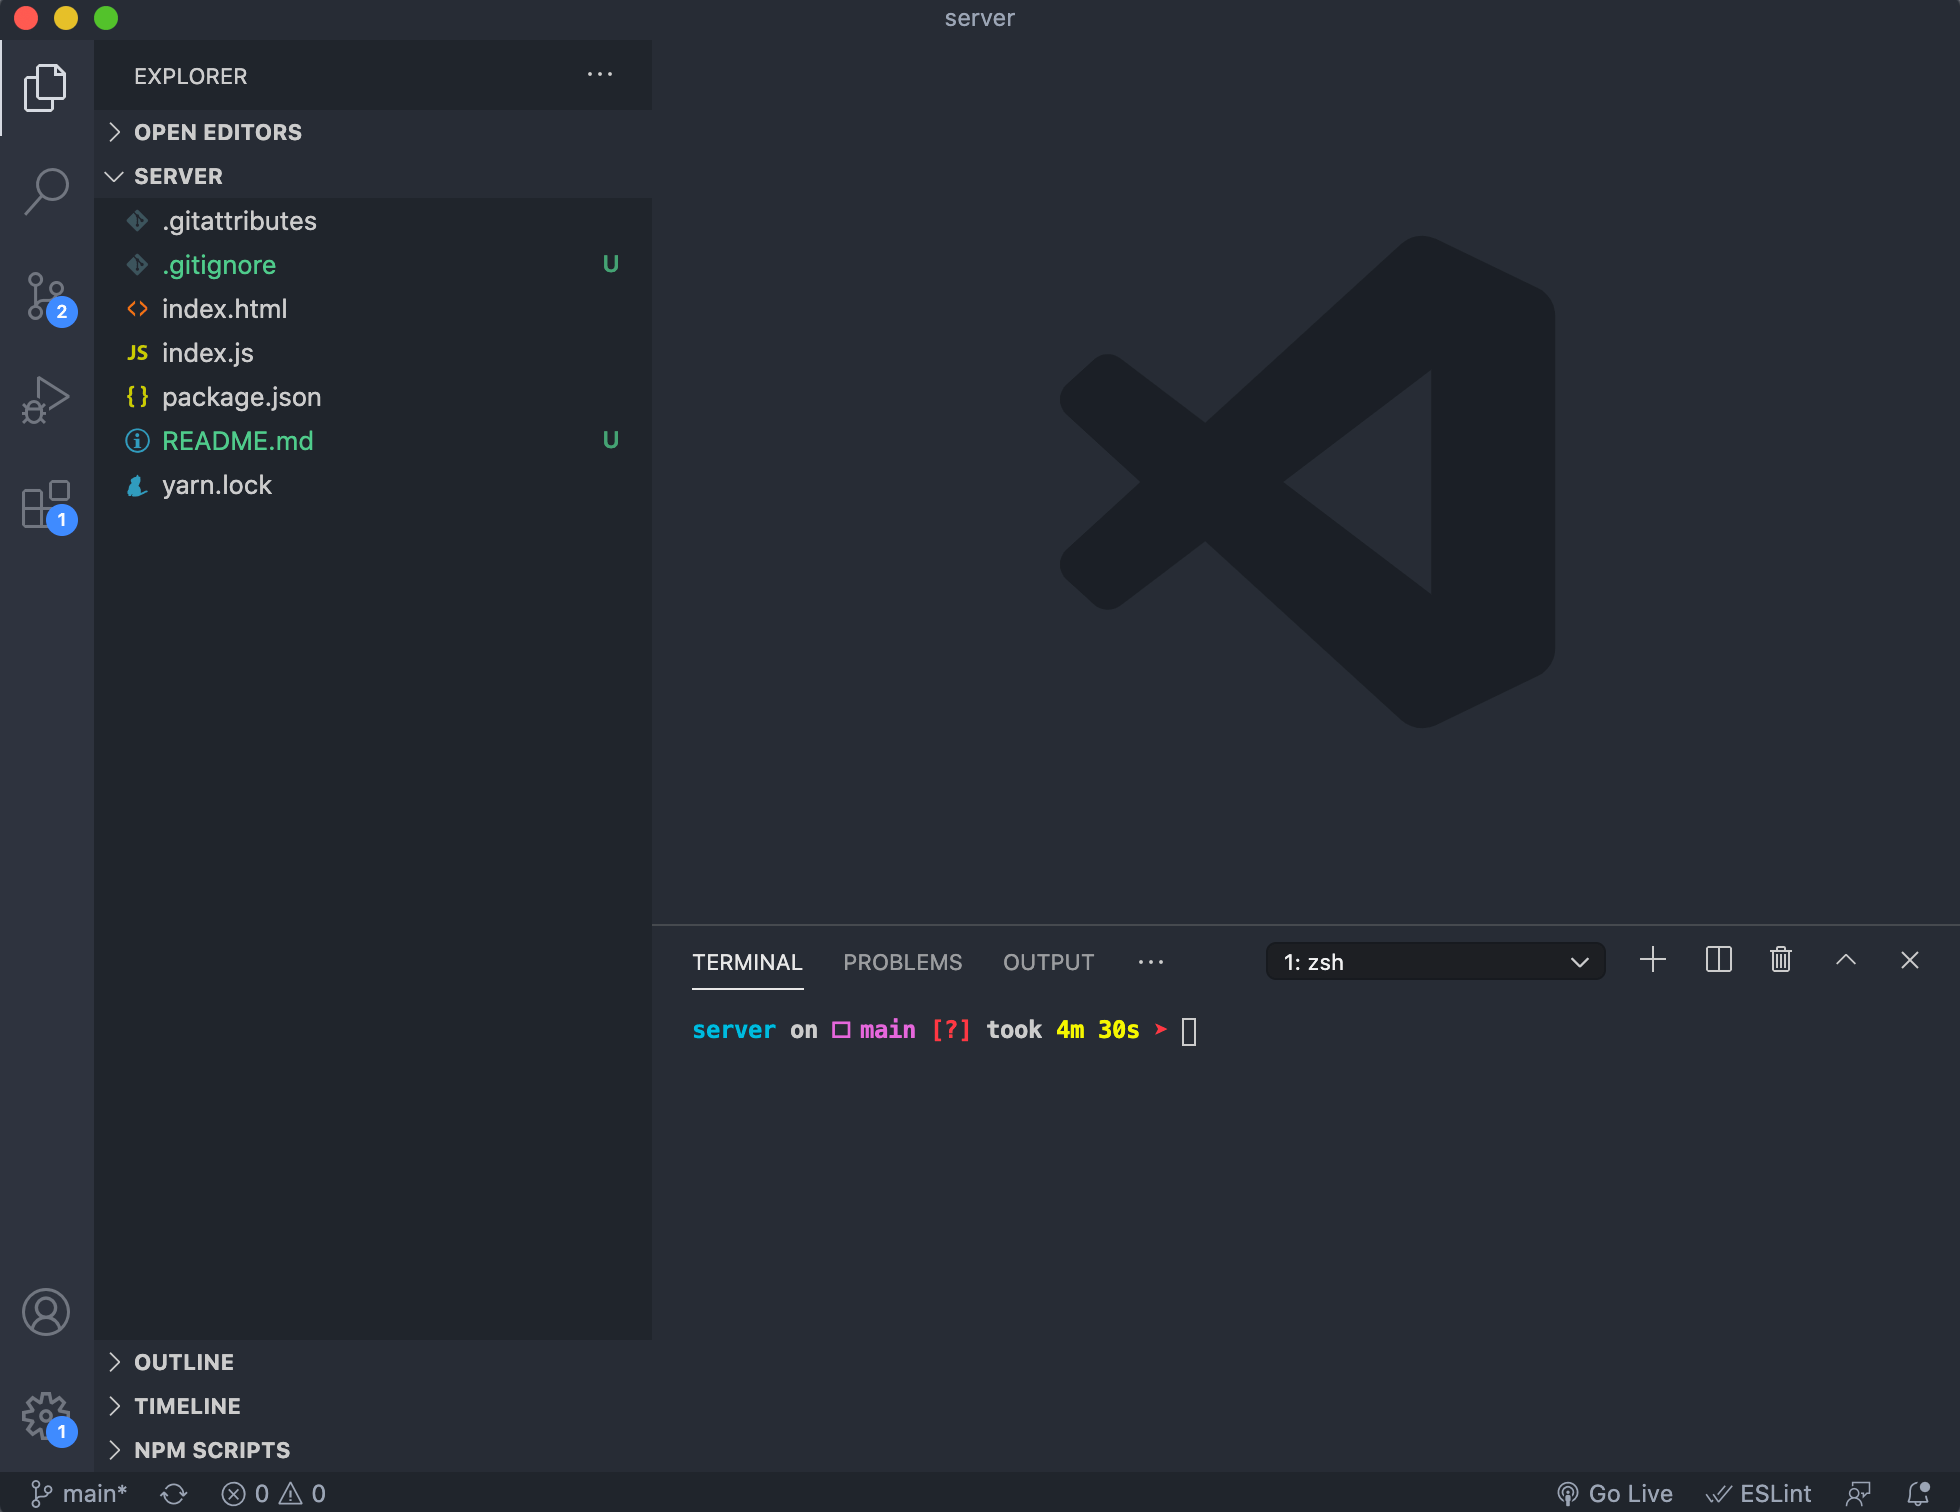 server
EXPLORER
OPEN EDITORS
SERVER
.gitattributes
.gitignore U
index.html
JS index.js
{} package.json
README.md U
yarn.lock
2
1
OUTLINE
TIMELINE
NPM SCRIPTS
1
TERMINAL PROBLEMS OUTPUT ... 1: zsh
server on □ main [?] took 4m 30s ➤
main* 0 0 Go Live ESLint